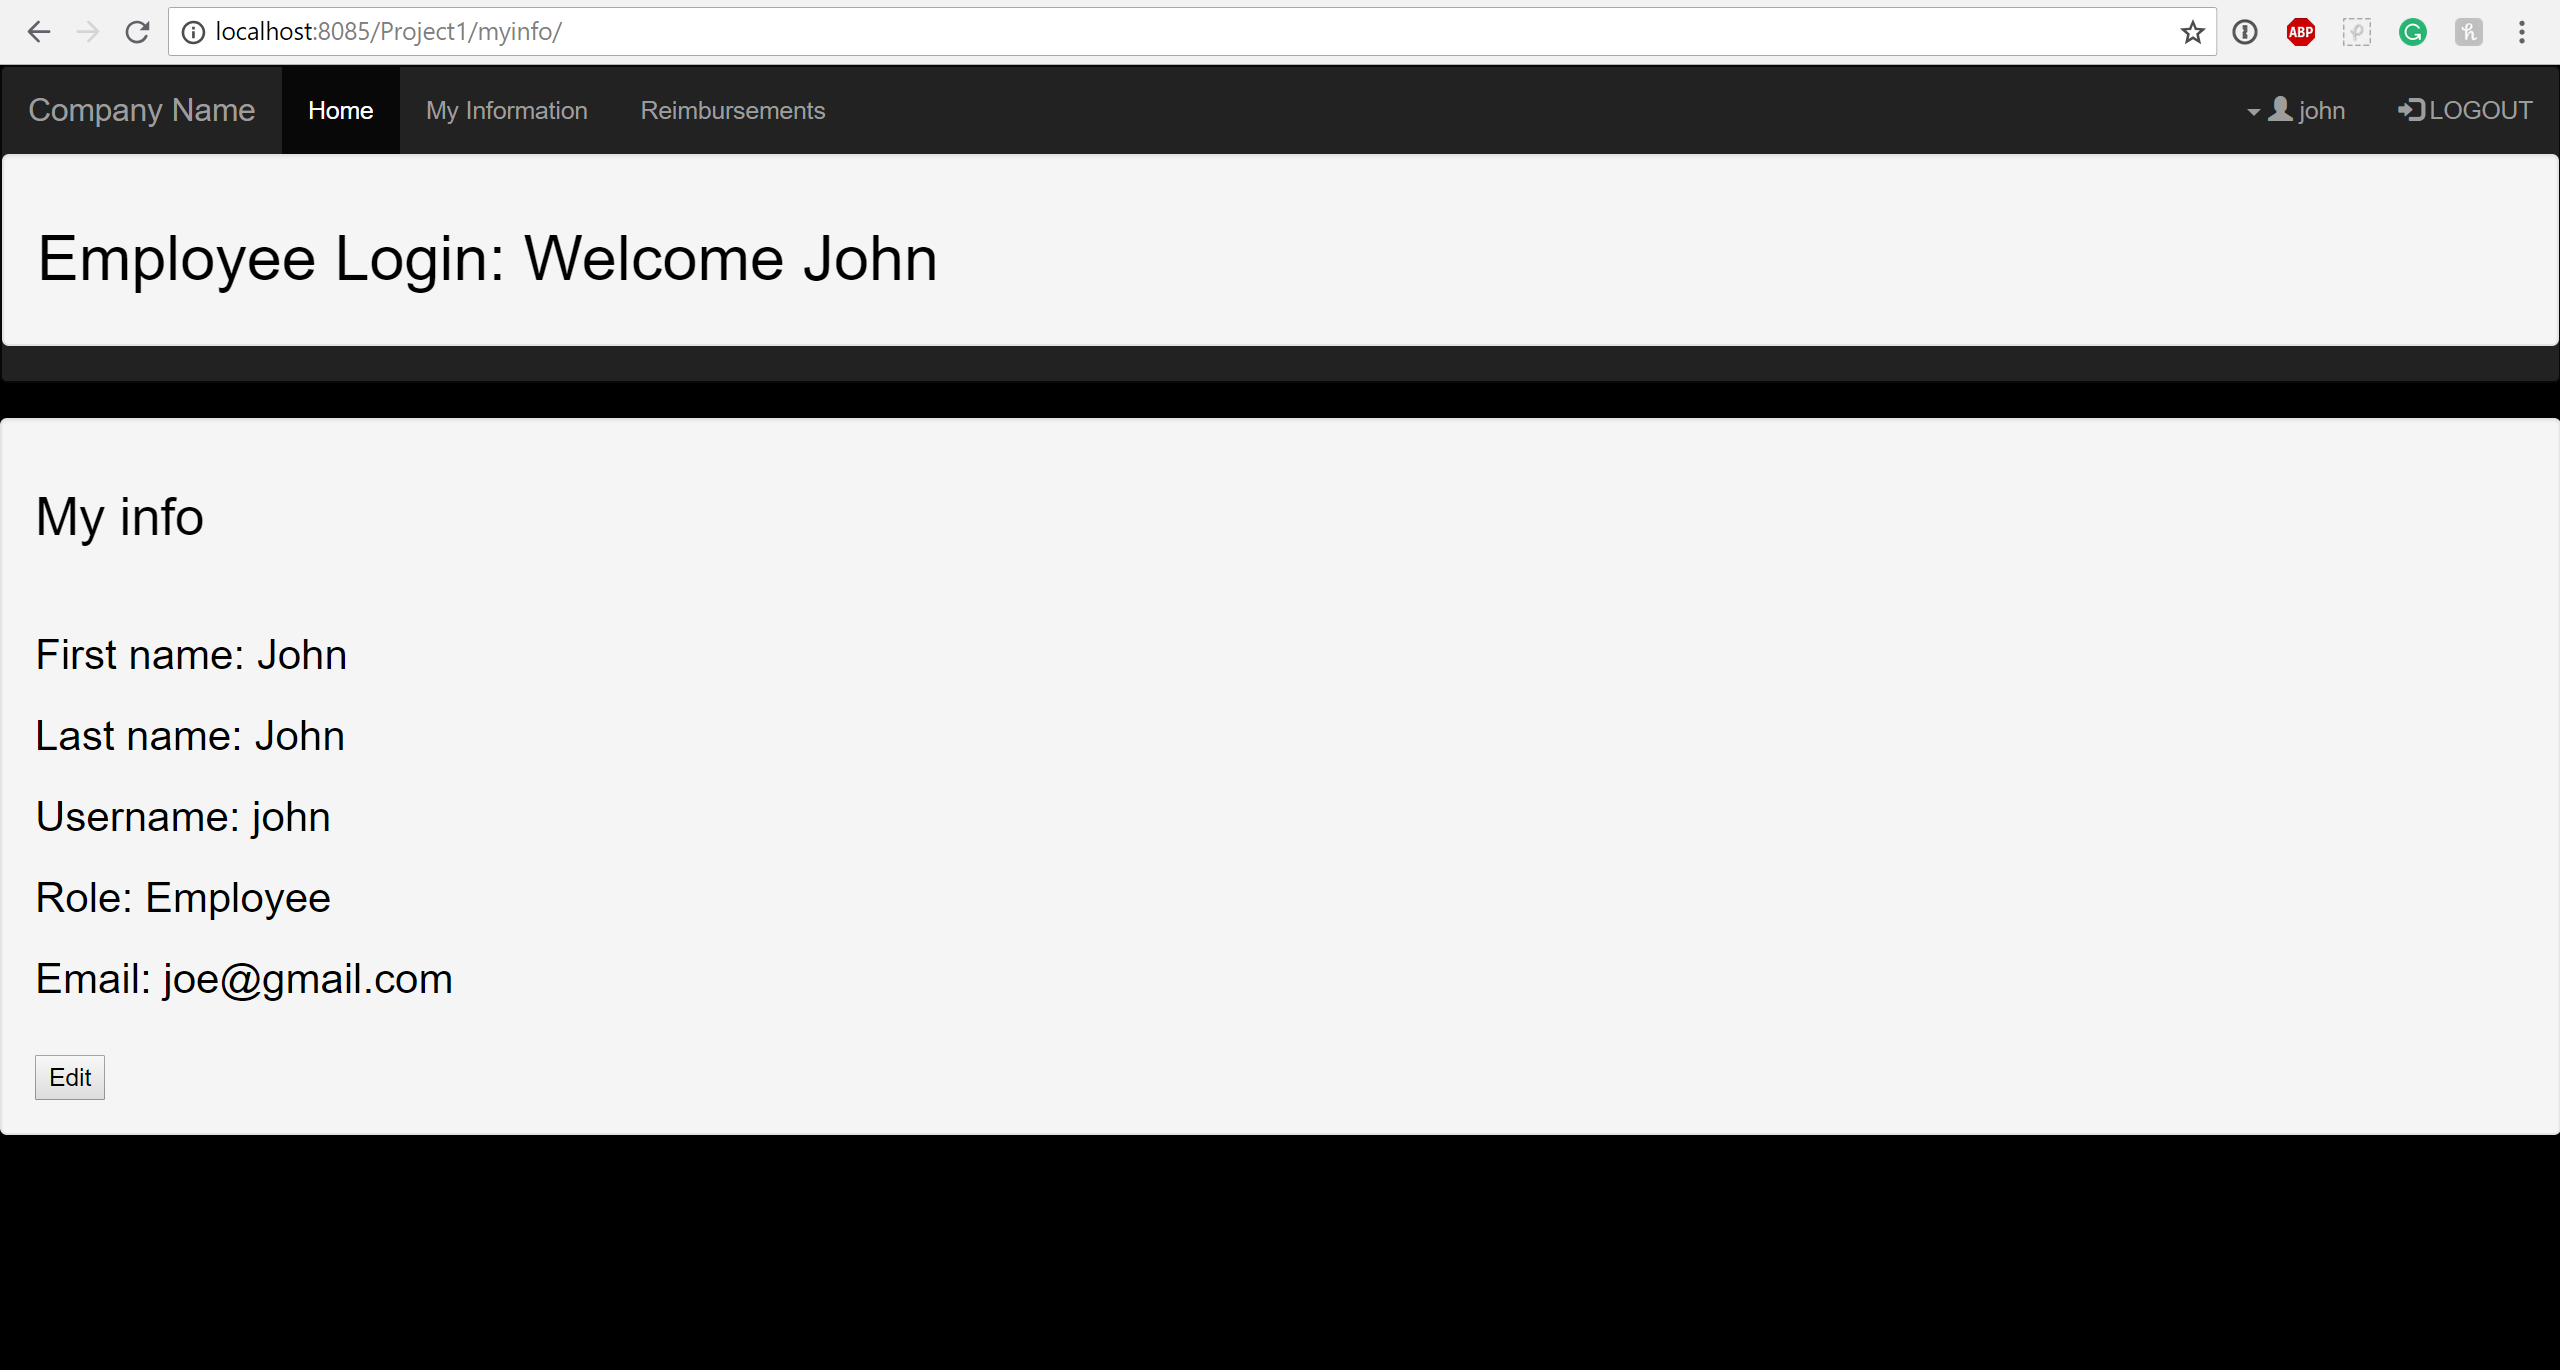 localhost:8085/Project1/myinfo/
ABP
Company Name Home My Information Reimbursements john LOGOUT
Employee Login: Welcome John
My info
First name: John
Last name: John
Username: john
Role: Employee
Email: joe@gmail.com
Edit